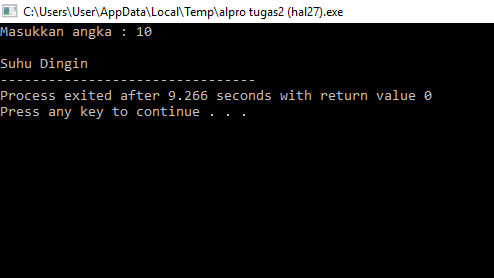 C:\Users\User\AppData\Local\Temp\alpro tugas2 (hal27).exe
Masukkan angka : 10
Suhu Dingin
--------------------------------
Process exited after 9.266 seconds with return value 0
Press any key to continue . . .